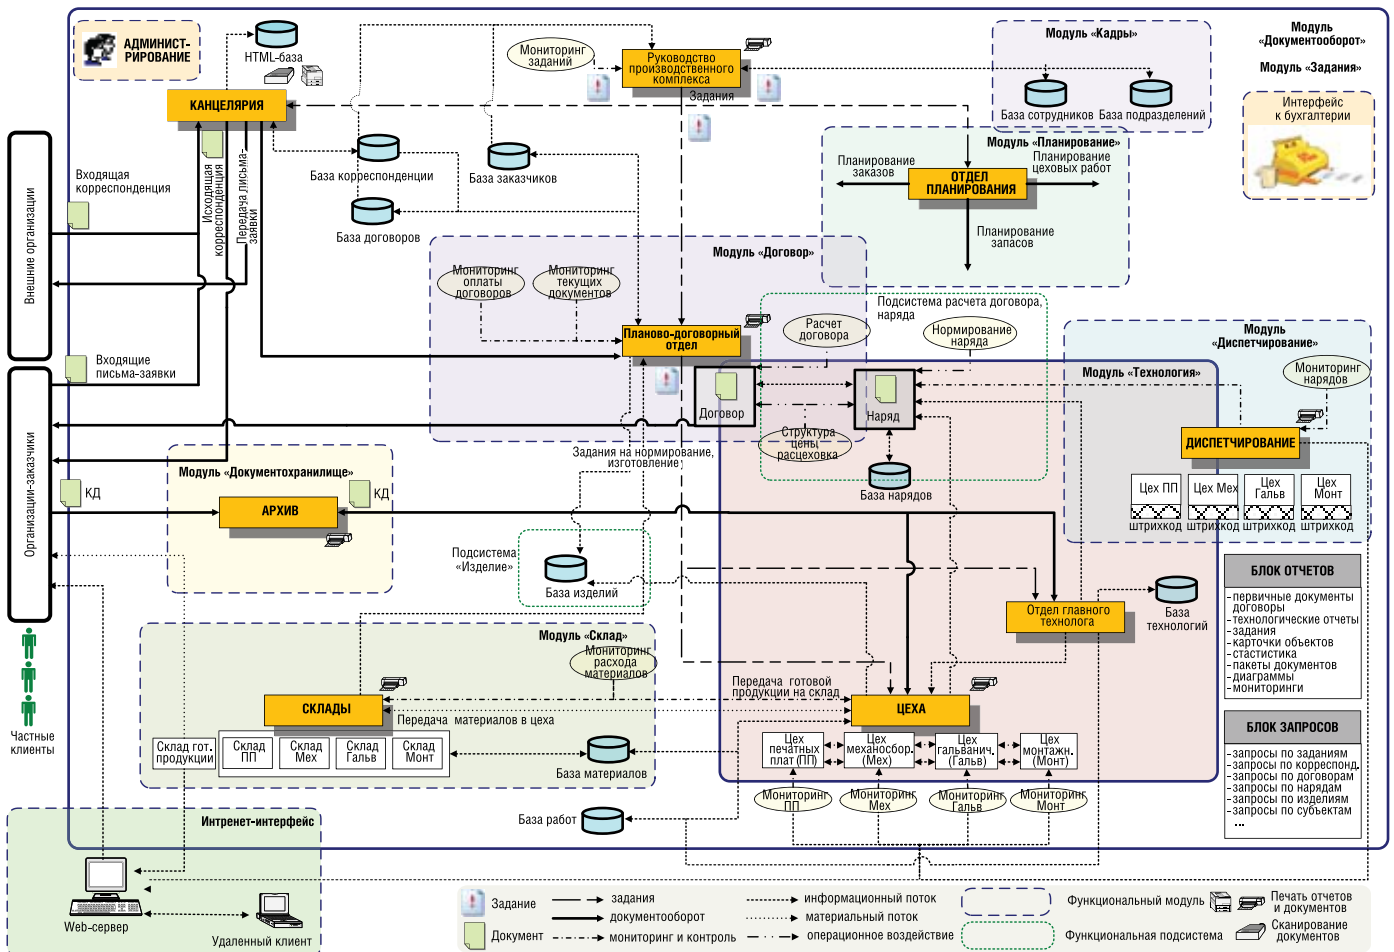 АДМИНИСТ-
РИРОВАНИЕ
HTML-база
КАНЦЕЛЯРИЯ
Мониторинг
заданий
Руководство
производственного
комплекса
Задания
Модуль «Кадры»
База сотрудников
База подразделений
Модуль
«Документооборот»
Модуль «Задания»
Интерфейс
к бухгалтерии
Внешние организации
Входящая
корреспонденция
Исходящая
корреспонденция
Передача письма-
заявки
База корреспонденции
База заказчиков
База договоров
Модуль «Планирование»
Планирование
заказов
Планирование
цеховых работ
ОТДЕЛ
ПЛАНИРОВАНИЯ
Планирование
запасов
Модуль «Договор»
Мониторинг
оплаты
договоров
Мониторинг
текущих
документов
Планово-договорный
отдел
Подсистема расчета договора,
наряда
Расчет
договора
Нормирование
наряда
Модуль
«Диспетчирование»
Мониторинг
нарядов
Модуль «Технология»
Договор
Наряд
Структура
цены,
расцеховка
База нарядов
ДИСПЕТЧИРОВАНИЕ
Цех ПП
Цех Мех
Цех
Гальв
Цех
Монт
штрихкод
штрихкод
штрихкод
штрихкод
Входящие
письма-заявки
Организации-заказчики
КД
Модуль «Документохранилище»
КД
АРХИВ
Задания на нормирование,
изготовление
Подсистема
«Изделие»
База изделий
Отдел главного
технолога
База
технологий
БЛОК ОТЧЕТОВ
-первичные документы
договоры
-технологические отчеты
-задания
-карточки объектов
-стастистика
-пакеты документов
-диаграммы
-мониторинги
БЛОК ЗАПРОСОВ
-запросы по заданиям
-запросы по корреспонд.
-запросы по договорам
-запросы по нарядам
-запросы по изделиям
-запросы по субъектам
...
Частные
клиенты
Модуль «Склад»
Мониторинг
расхода
материалов
СКЛАДЫ
Передача готовой
продукции на склад
Передача материалов в цеха
Склад гот.
продукции
Склад
ПП
Склад
Мех
Склад
Гальв
Склад
Монт
База материалов
База работ
ЦЕХА
Цех
печатных
плат (ПП)
Цех
механосбор.
(Мех)
Цех
гальванич.
(Гальв)
Цех
монтажн.
(Монт)
Мониторинг
ПП
Мониторинг
Мех
Мониторинг
Гальв
Мониторинг
Монт
Интренет-интерфейс
Web-сервер
Удаленный клиент
Задание
Документ
задания
документооборот
мониторинг и контроль
информационный поток
материальный поток
операционное воздействие
Функциональный модуль
Функциональная подсистема
Печать отчетов
и документов
Сканирование
документов